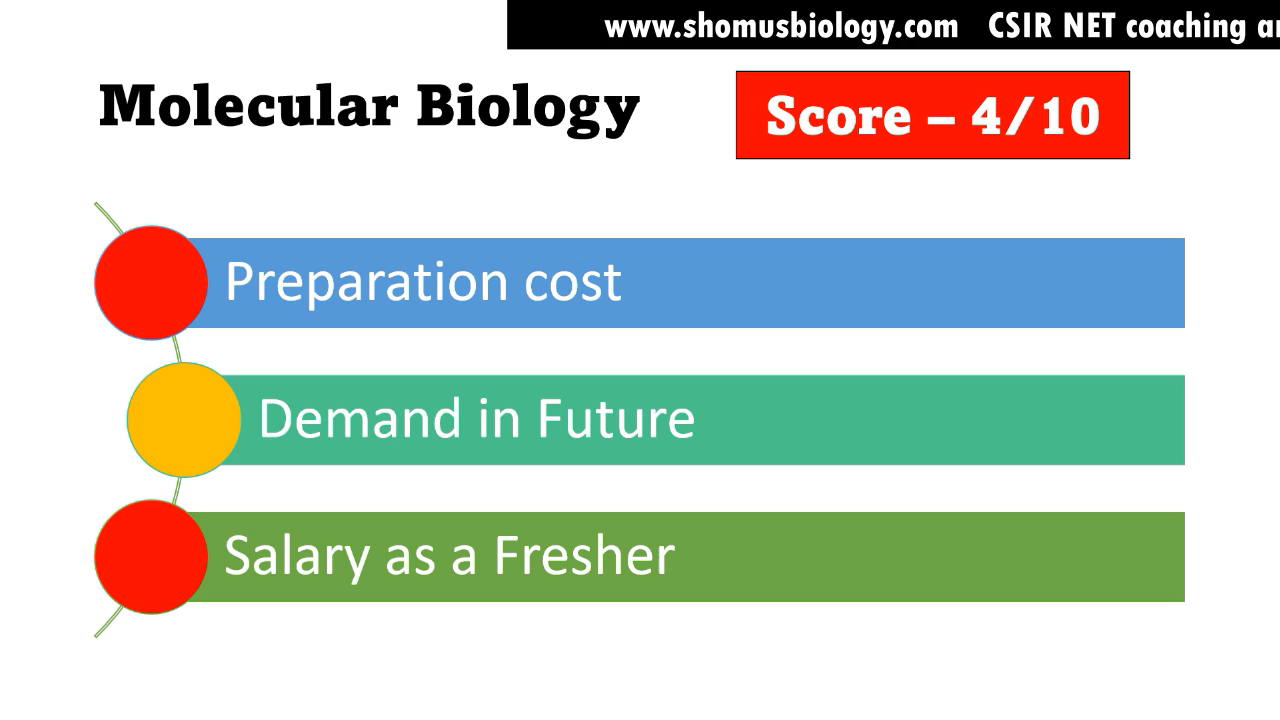 www.shomusbiology.com CSIR NET coaching a
Molecular Biology
Score – 4/10
Preparation cost
Demand in Future
Salary as a Fresher